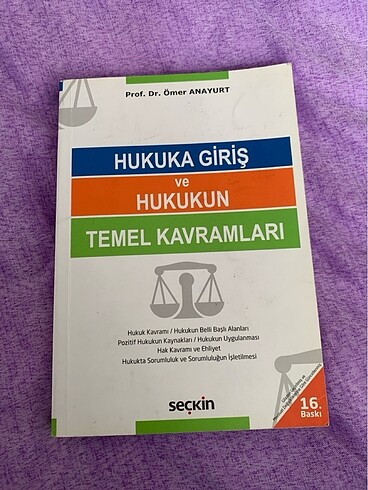 Prof. Dr. Ömer ANAYURT
HUKUKA GİRİŞ
ve
HUKUKUN
TEMEL KAVRAMLARI
Hukuk Kavramı / Hukukun Belli Başlı Alanları
Pozitif Hukukun Kaynakları / Hukukun Uygulanması
Hak Kavramı ve Ehliyet
Hukukta Sorumluluk ve Sorumluluğun İşletilmesi
seçkin
16.
Baskı